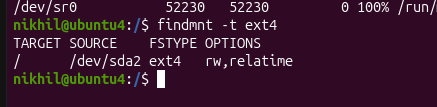 /dev/sr0 52230 52230 0 100% /run/
nikhil@ubuntu4:/$ findmnt -t ext4
TARGET SOURCE FSTYPE OPTIONS
/ /dev/sda2 ext4 rw,relatime
nikhil@ubuntu4:/$